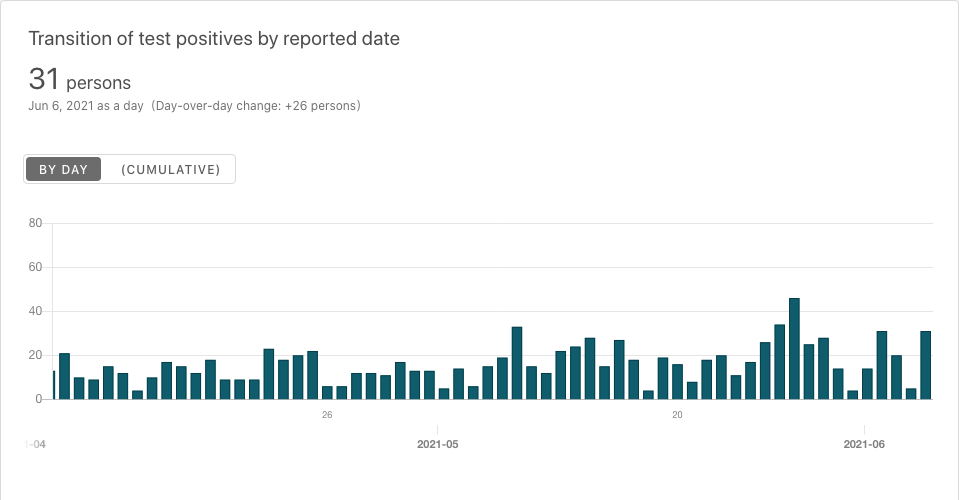 Transition of test positives by reported date
31 persons
Jun 6, 2021 as a day (Day-over-day change: +26 persons)
BY DAY (CUMULATIVE)
80
60
40
20
0
26 20
-04 2021-05 2021-06